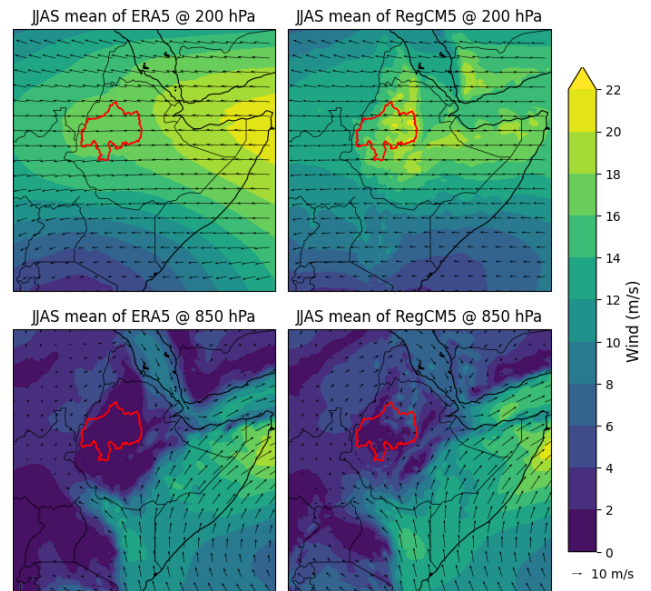 JJAS mean of ERA5 @ 200 hPa
JJAS mean of RegCM5 @ 200 hPa
JJAS mean of ERA5 @ 850 hPa
JJAS mean of RegCM5 @ 850 hPa
22
20
18
16
14
12
10
8
6
4
2
0
Wind (m/s)
10 m/s